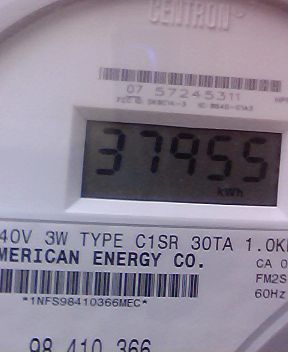 CENTRON
07 57245311
37955
kWh
40V 3W TYPE C1SR 30TA 1.0K
MERICAN ENERGY CO.
CA 0
FM2S
*1NFS98410366MEC*
60Hz
98 410 366